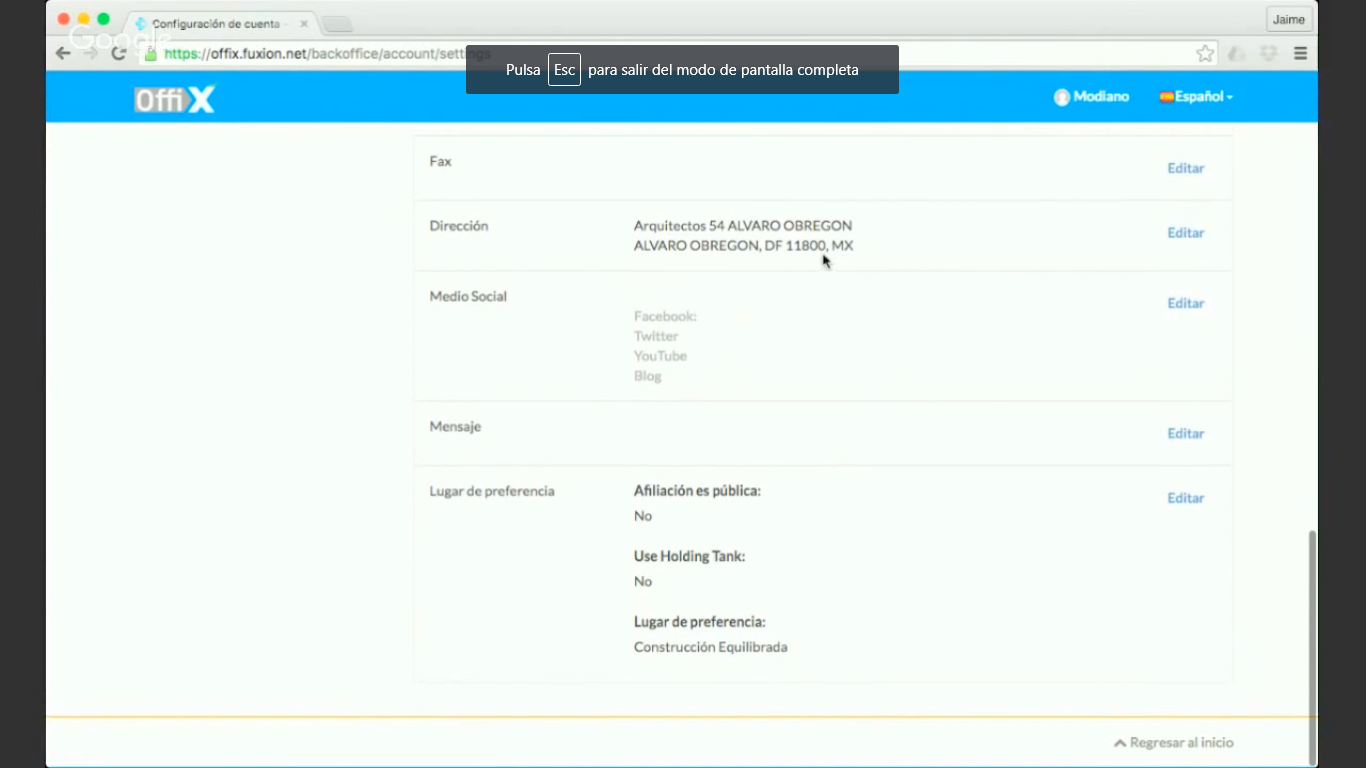 Configuración de cuenta -
Jaime
Google
https://offix.fuxion.net/backoffice/account/settings
Pulsa Esc para salir del modo de pantalla completa
OffiX
Modiano
Español
Fax
Editar
Dirección
Arquitectos 54 ALVARO OBREGON
ALVARO OBREGON, DF 11800, MX
Editar
Medio Social
Facebook:
Twitter
YouTube
Blog
Editar
Mensaje
Editar
Lugar de preferencia
Afiliación es pública:
No
Use Holding Tank:
No
Lugar de preferencia:
Construcción Equilibrada
Editar
Regresar al inicio